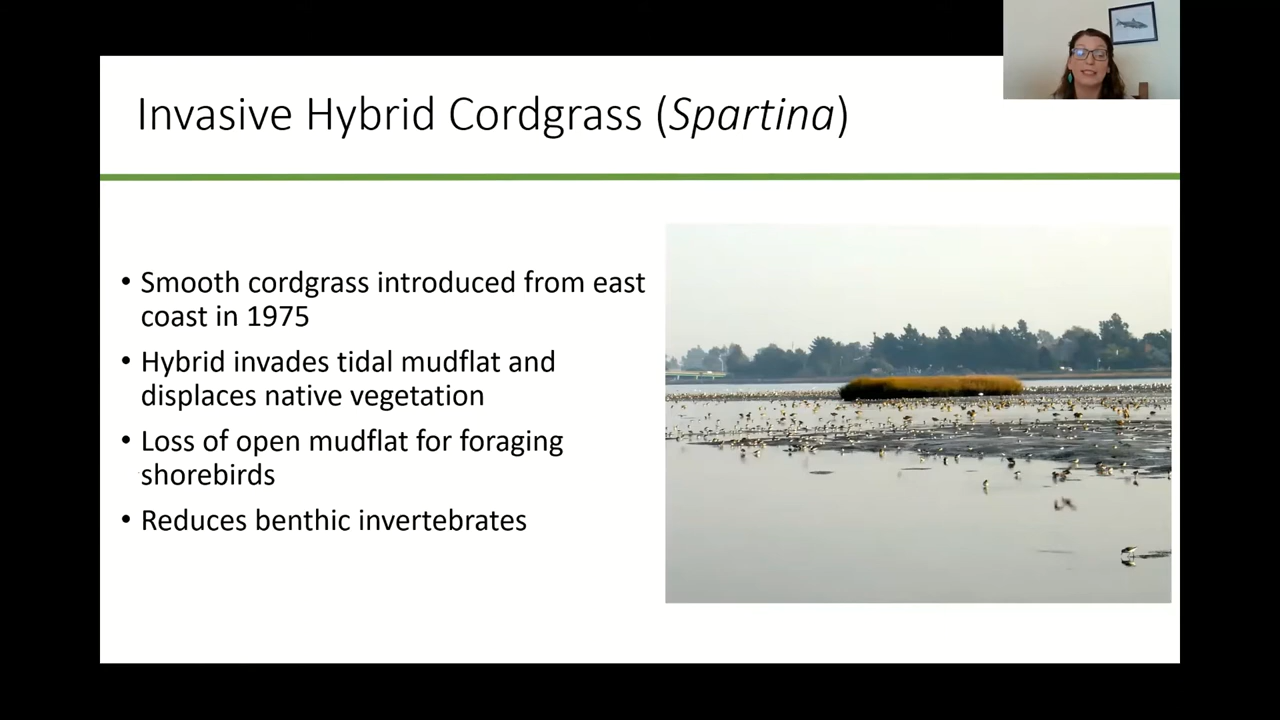 Invasive Hybrid Cordgrass (Spartina)
• Smooth cordgrass introduced from east
coast in 1975
• Hybrid invades tidal mudflat and
displaces native vegetation
• Loss of open mudflat for foraging
shorebirds
• Reduces benthic invertebrates